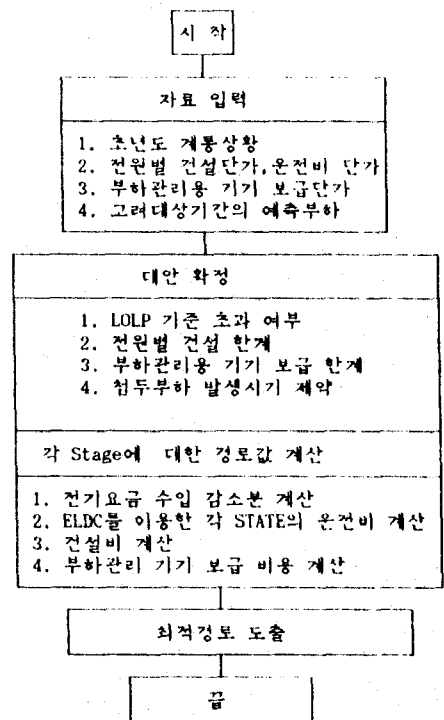 시 작
자료 입력
1. 초년도 계통상황
2. 전원별 건설단가,운전비 단가
3. 부하관리용 기기 보급단가
4. 고려대상기간의 예측부하
대안 확정
1. LOLP 기준 초과 여부
2. 전원별 건설 한계
3. 부하관리용 기기 보급 한계
4. 첨두부하 발생시기 제약
각 Stage에 대한 경로값 계산
1. 전기요금 수입 감소분 계산
2. ELDC를 이용한 각 STATE의 운전비 계산
3. 건설비 계산
4. 부하관리 기기 보급 비용 계산
최적경로 도출
끝